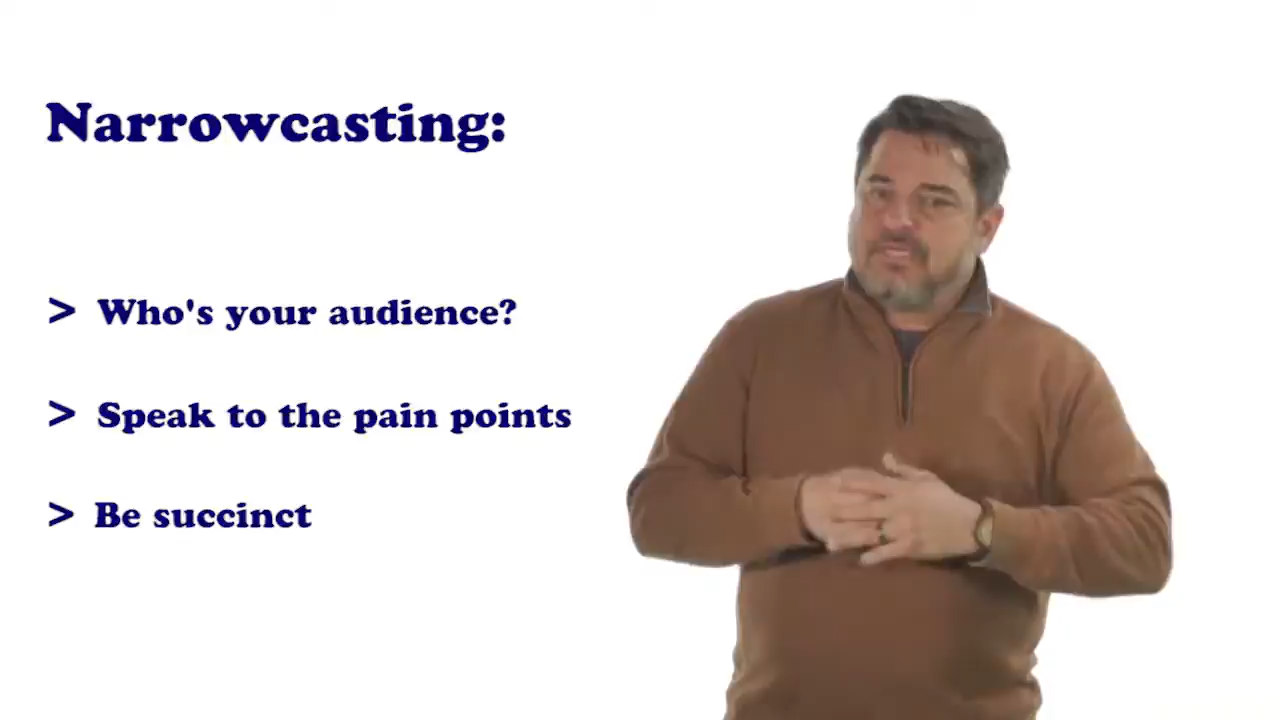 Narrowcasting:
> Who's your audience?
> Speak to the pain points
> Be succinct